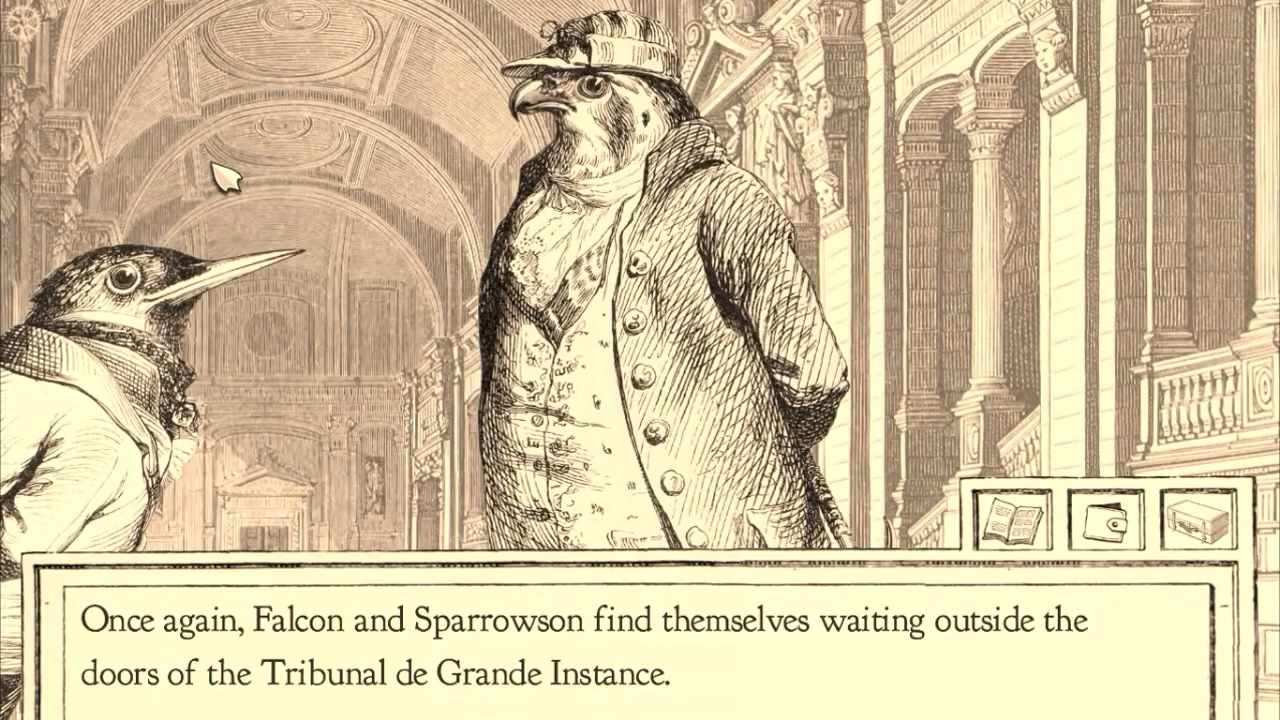 Once again, Falcon and Sparrowson find themselves waiting outside the
doors of the Tribunal de Grande Instance.